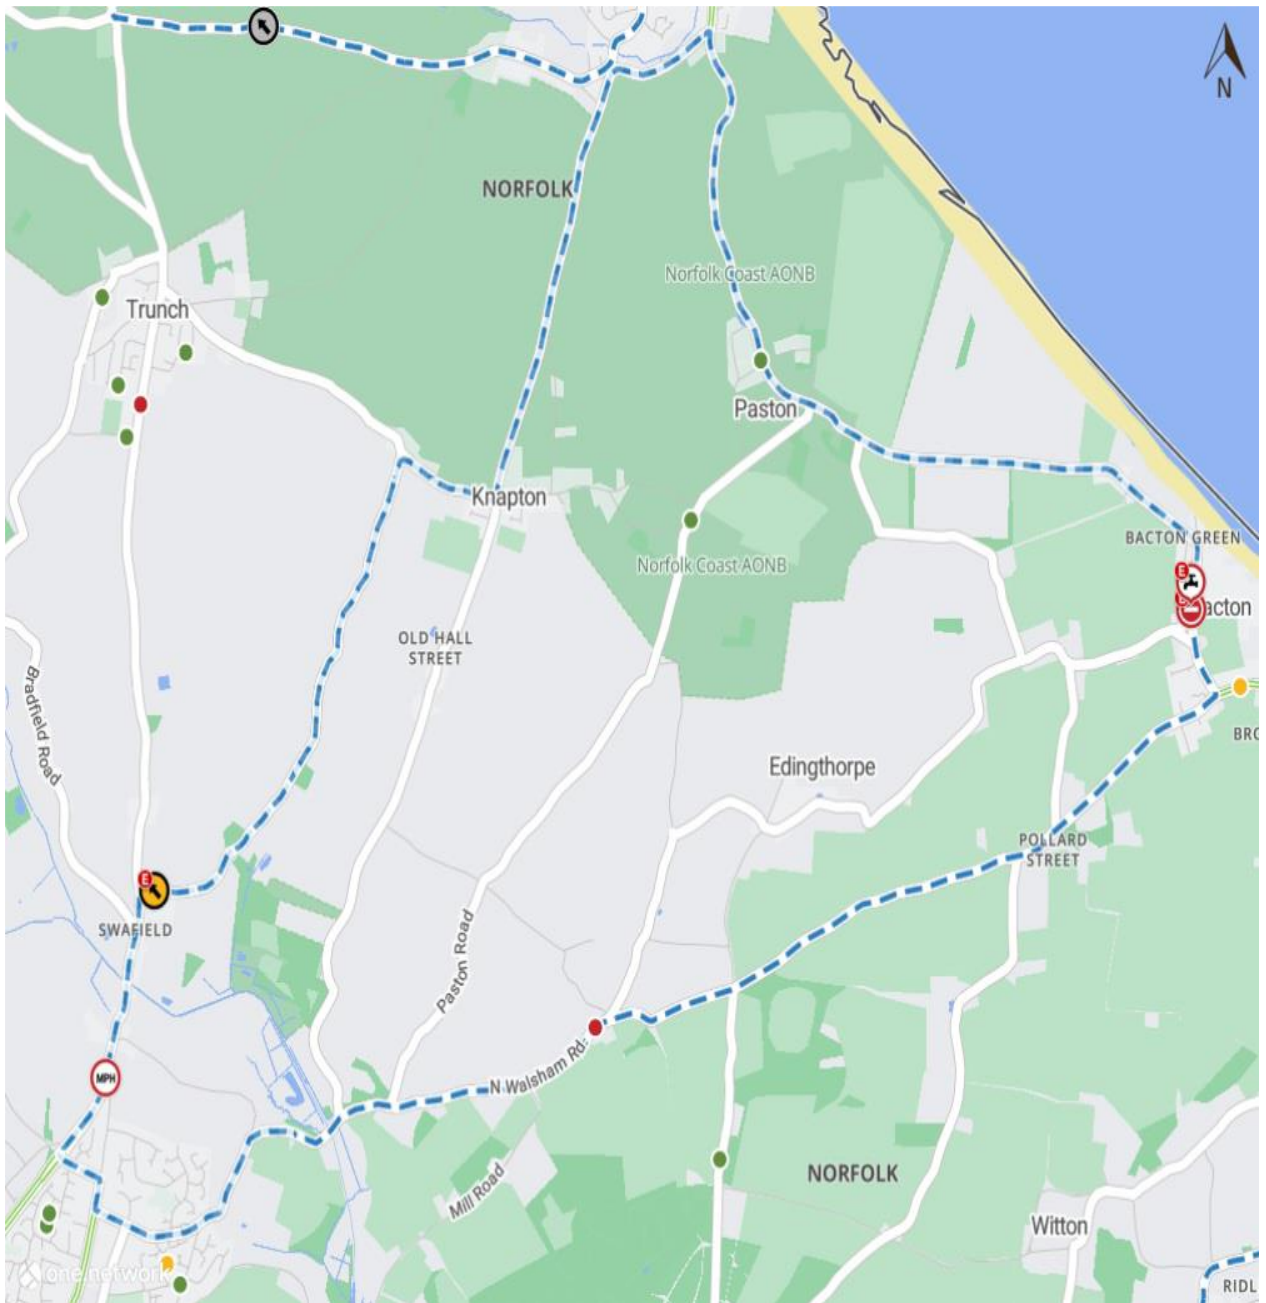 N
NORFOLK
Norfolk Coast AONB
Trunch
Paston
Knapton
BACTON GREEN
E
Norfolk Coast AONB
acton
OLD HALL
STREET
Bradfield Road
Edingthorpe
POLLARD
STREET
E
SWAFIELD
Paston Road
N Walsham Rd
MPH
NORFOLK
Mill Road
Witton
one.network
RIDL